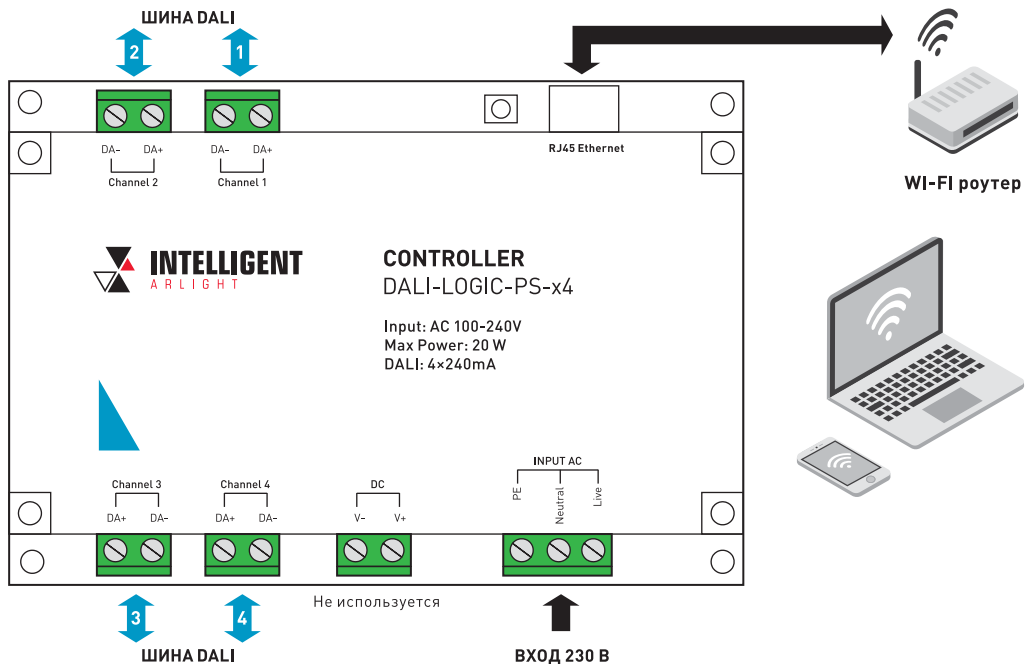 ШИНА DALI
2 1
DA- DA+ DA- DA+
Channel 2 Channel 1
RJ45 Ethernet
WI-FI роутер
INTELLIGENT
ARLIGHT
CONTROLLER
DALI-LOGIC-PS-x4
Input: AC 100-240V
Max Power: 20 W
DALI: 4×240mA
Channel 3 Channel 4 DC INPUT AC
DA+ DA- DA+ DA- V- V+ PE Neutral Live
Не используется
3 4
ШИНА DALI
ВХОД 230 В